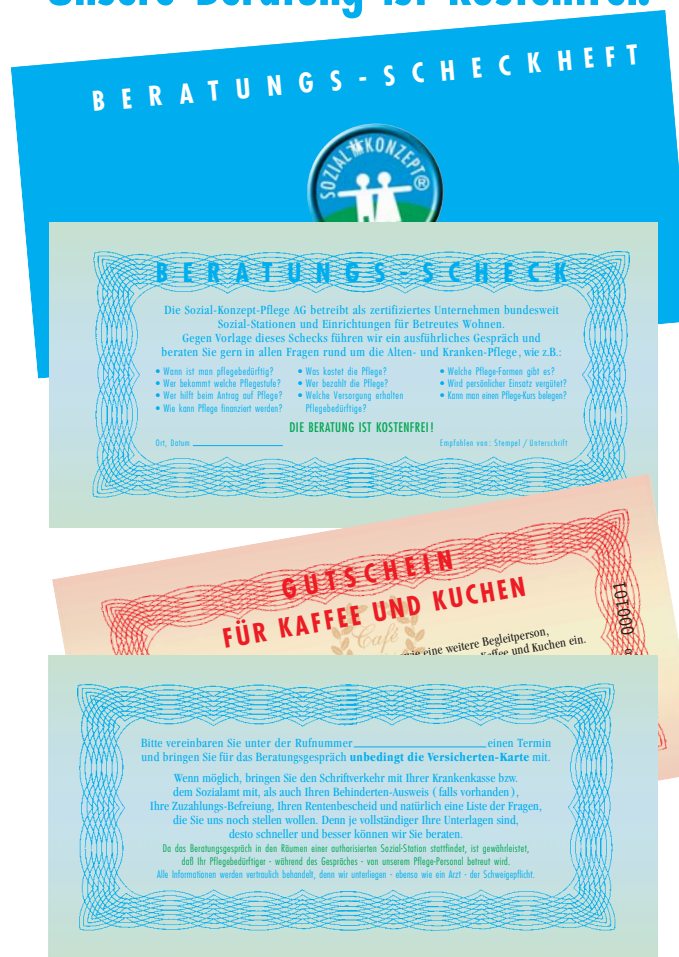 Unsere Beratung ist kostenfrei.
BERATUNGS-SCHECKHEFT
SOZIAL KONZEPT®
BERATUNGS-SCHECK
Die Sozial-Konzept-Pflege AG betreibt als zertifiziertes Unternehmen bundesweit
Sozial-Stationen und Einrichtungen für Betreutes Wohnen.
Gegen Vorlage dieses Schecks führen wir ein ausführliches Gespräch und
beraten Sie gern in allen Fragen rund um die Alten- und Kranken-Pflege, wie z.B.:
• Wann ist man pflegebedürftig?
• Wer bekommt welche Pflegestufe?
• Wer hilft beim Antrag auf Pflege?
• Wie kann Pflege finanziert werden?
• Was kostet die Pflege?
• Wer bezahlt die Pflege?
• Welche Versorgung erhalten
Pflegebedürftige?
• Welche Pflege-Formen gibt es?
• Wird persönlicher Einsatz vergütet?
• Kann man einen Pflege-Kurs belegen?
DIE BERATUNG IST KOSTENFREI!
Ort, Datum
Empfohlen von: Stempel / Unterschrift
GUTSCHEIN
FÜR KAFFEE UND KUCHEN
Café
eine weitere Begleitperson,
Kaffee und Kuchen ein.
000101
Bitte vereinbaren Sie unter der Rufnummer einen Termin
und bringen Sie für das Beratungsgespräch unbedingt die Versicherten-Karte mit.
Wenn möglich, bringen Sie den Schriftverkehr mit Ihrer Krankenkasse bzw.
dem Sozialamt mit, als auch Ihren Behinderten-Ausweis (falls vorhanden),
Ihre Zuzahlungs-Befreiung, Ihren Rentenbescheid und natürlich eine Liste der Fragen,
die Sie uns noch stellen wollen. Denn je vollständiger Ihre Unterlagen sind,
desto schneller und besser können wir Sie beraten.
Da das Beratungsgespräch in den Räumen einer authorisierten Sozial-Station stattfindet, ist gewährleistet,
daß Ihr Pflegebedürftiger - während des Gespräches - von unserem Pflege-Personal betreut wird.
Alle Informationen werden vertraulich behandelt, denn wir unterliegen - ebenso wie ein Arzt - der Schweigepflicht.